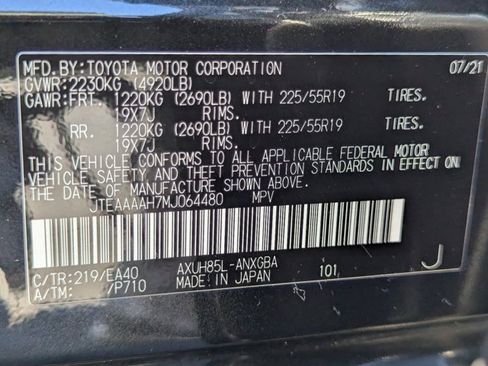 MFD.BY:TOYOTA MOTOR CORPORATION 07/21
GVWR:2230KG (4920LB)
GAWR:FRT. 1220KG (2690LB) WITH 225/55R19 TIRES.
19X7J RIMS.
RR. 1220KG (2690LB) WITH 225/55R19 TIRES.
19X7J RIMS.
THIS VEHICLE CONFORMS TO ALL APPLICABLE FEDERAL MOTOR
VEHICLE SAFETY AND THEFT PREVENTION STANDARDS IN EFFECT ON
THE DATE OF MANUFACTURE SHOWN ABOVE.
JTEAAAAH7MJ064480 MPV
C/TR:219/EA40 AXUH85L-ANXGBA
A/TM: /P710 MADE IN JAPAN 101 J